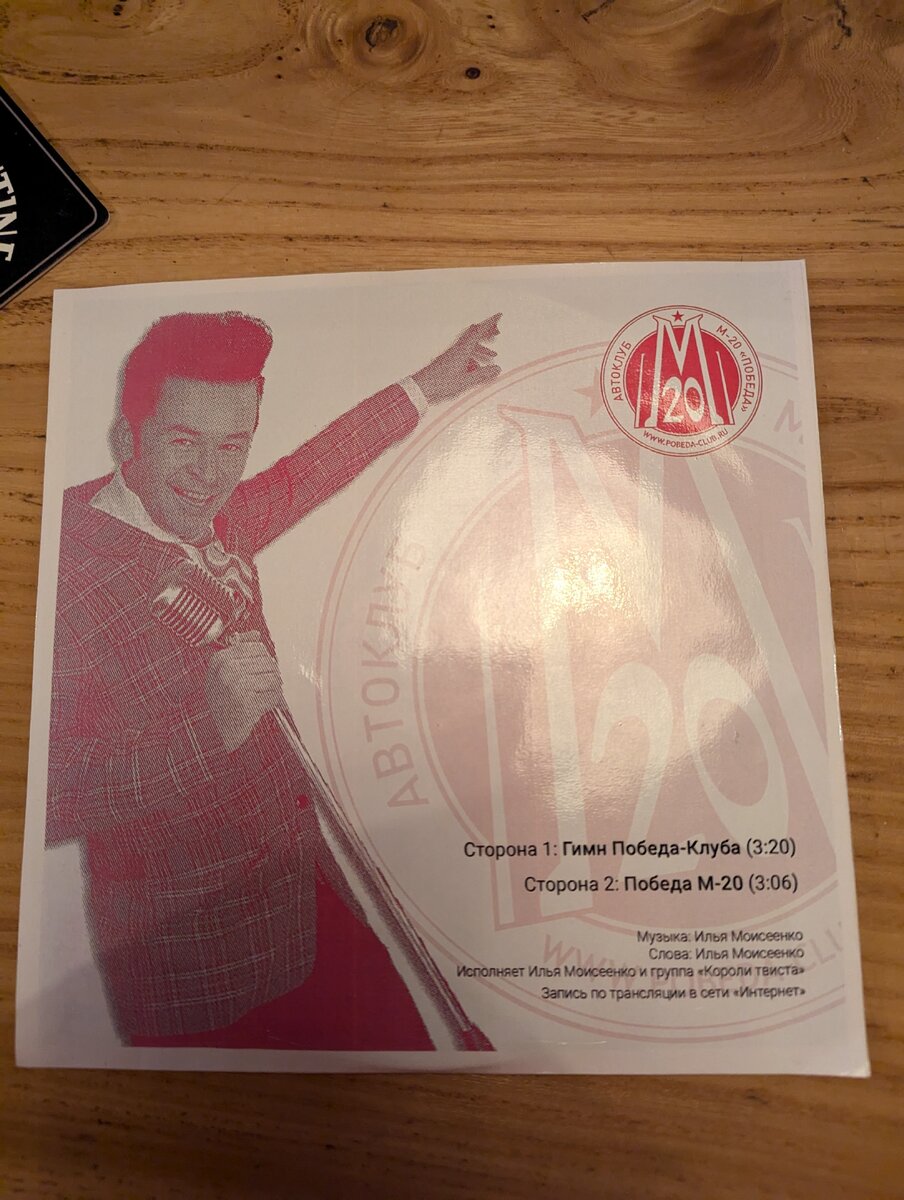 TINE
АВТОКЛУБ
М-20 «ПОБЕДА»
М
20
WWW.POBEDA-CLUB.RU
АВТОКЛУБ
М
20
Сторона 1: Гимн Победа-Клуба (3:20)
Сторона 2: Победа М-20 (3:06)
Музыка: Илья Моисеенко
Слова: Илья Моисеенко
Исполняет Илья Моисеенко и группа «Короли твиста»
Запись по трансляции в сети «Интернет»